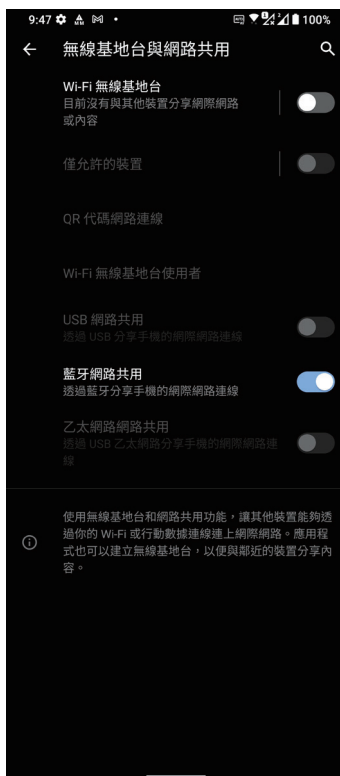 9:47 100%
無線基地台與網路共用
Wi-Fi 無線基地台
目前沒有與其他裝置分享網際網路
或內容
僅允許的裝置
QR 代碼網路連線
Wi-Fi 無線基地台使用者
USB 網路共用
透過 USB 分享手機的網際網路連線
藍牙網路共用
透過藍牙分享手機的網際網路連線
乙太網路網路共用
透過 USB 乙太網路分享手機的網際網路連
線
使用無線基地台和網路共用功能，讓其他裝置能夠透
過你的 Wi-Fi 或行動數據連線連上網際網路。應用程
式也可以建立無線基地台，以便與鄰近的裝置分享內
容。